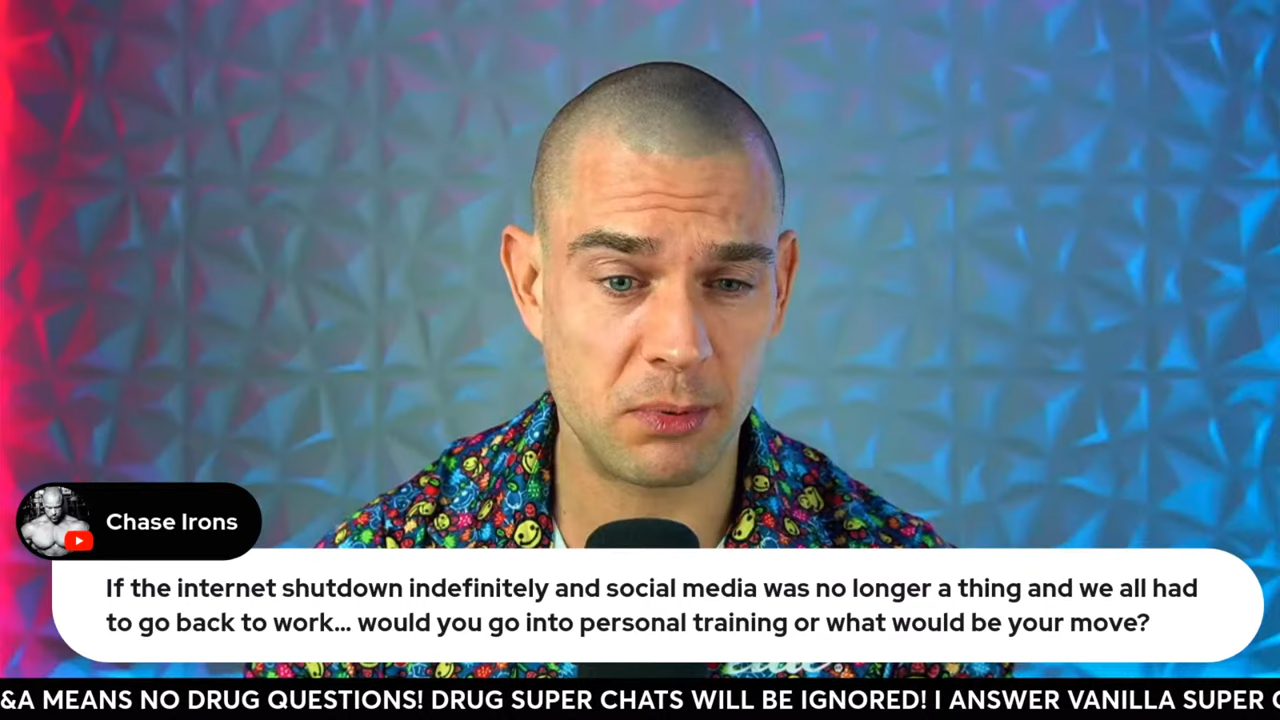 Chase Irons
If the internet shutdown indefinitely and social media was no longer a thing and we all had
to go back to work... would you go into personal training or what would be your move?
&A MEANS NO DRUG QUESTIONS! DRUG SUPER CHATS WILL BE IGNORED! I ANSWER VANILLA SUPER